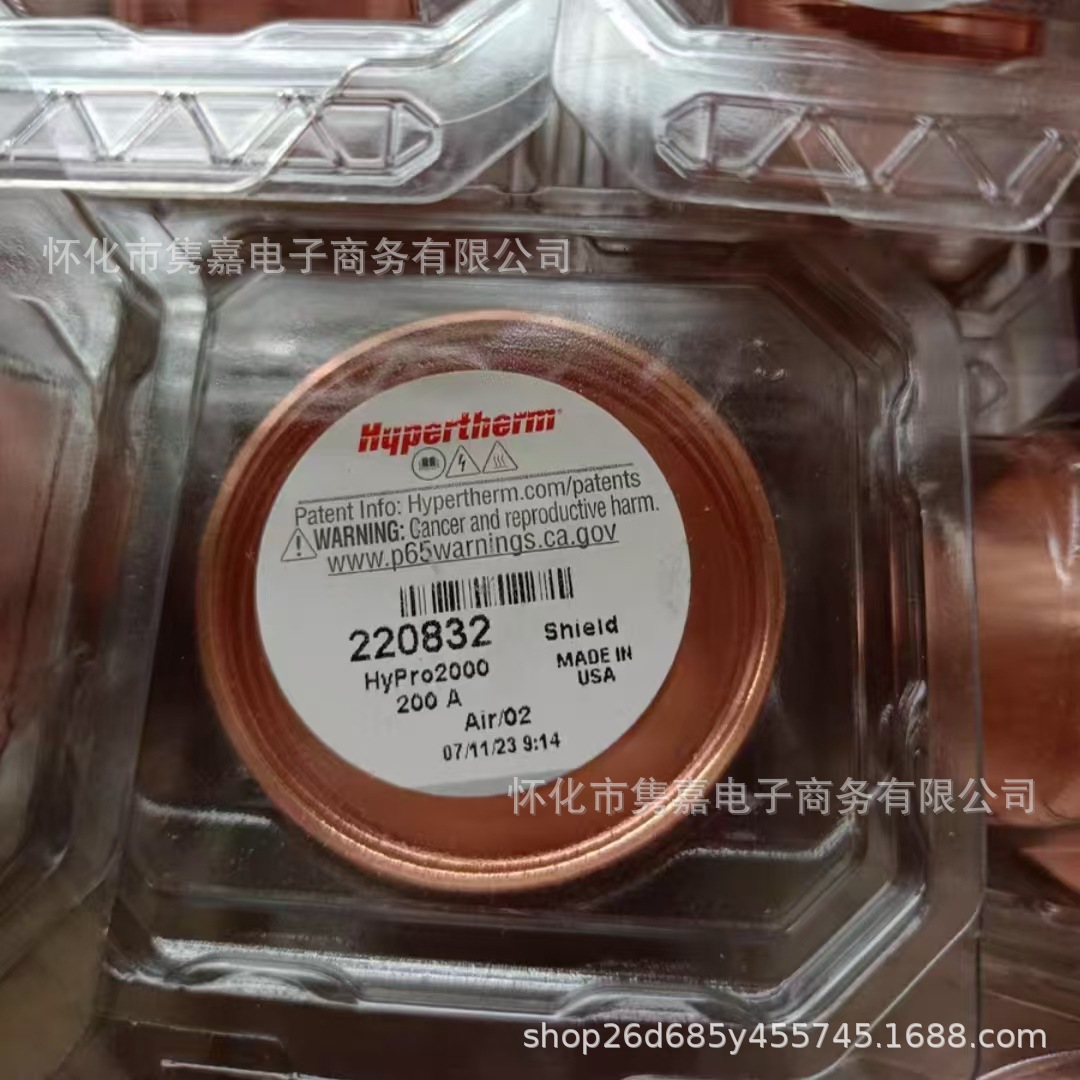 怀化市隽嘉电子商务有限公司
Hypertherm
Patent Info: Hypertherm.com/patents
WARNING: Cancer and reproductive harm.
www.p65warnings.ca.gov
220832
Shield
HyPro2000
MADE IN
USA
200 A
Air/O2
07/11/23 9:14
怀化市隽嘉电子商务有限公司
shop26d685y455745.1688.com